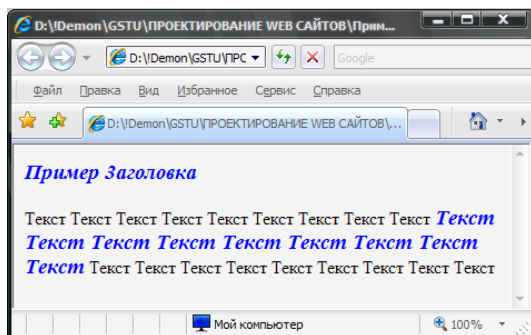 D:\!Demon\GSTU\ПРОЕКТИРОВАНИЕ WEB САЙТОВ\Прим...
D:\!Demon\GSTU\ПРС
Google
Файл Правка Вид Избранное Сервис Справка
D:\!Demon\GSTU\ПРОЕКТИРОВАНИЕ WEB САЙТОВ\...
Пример Заголовка
Текст Текст Текст Текст Текст Текст Текст Текст Текст Текст
Текст Текст Текст Текст Текст Текст Текст
Текст Текст Текст Текст Текст Текст Текст Текст Текст Текст
Мой компьютер
100%